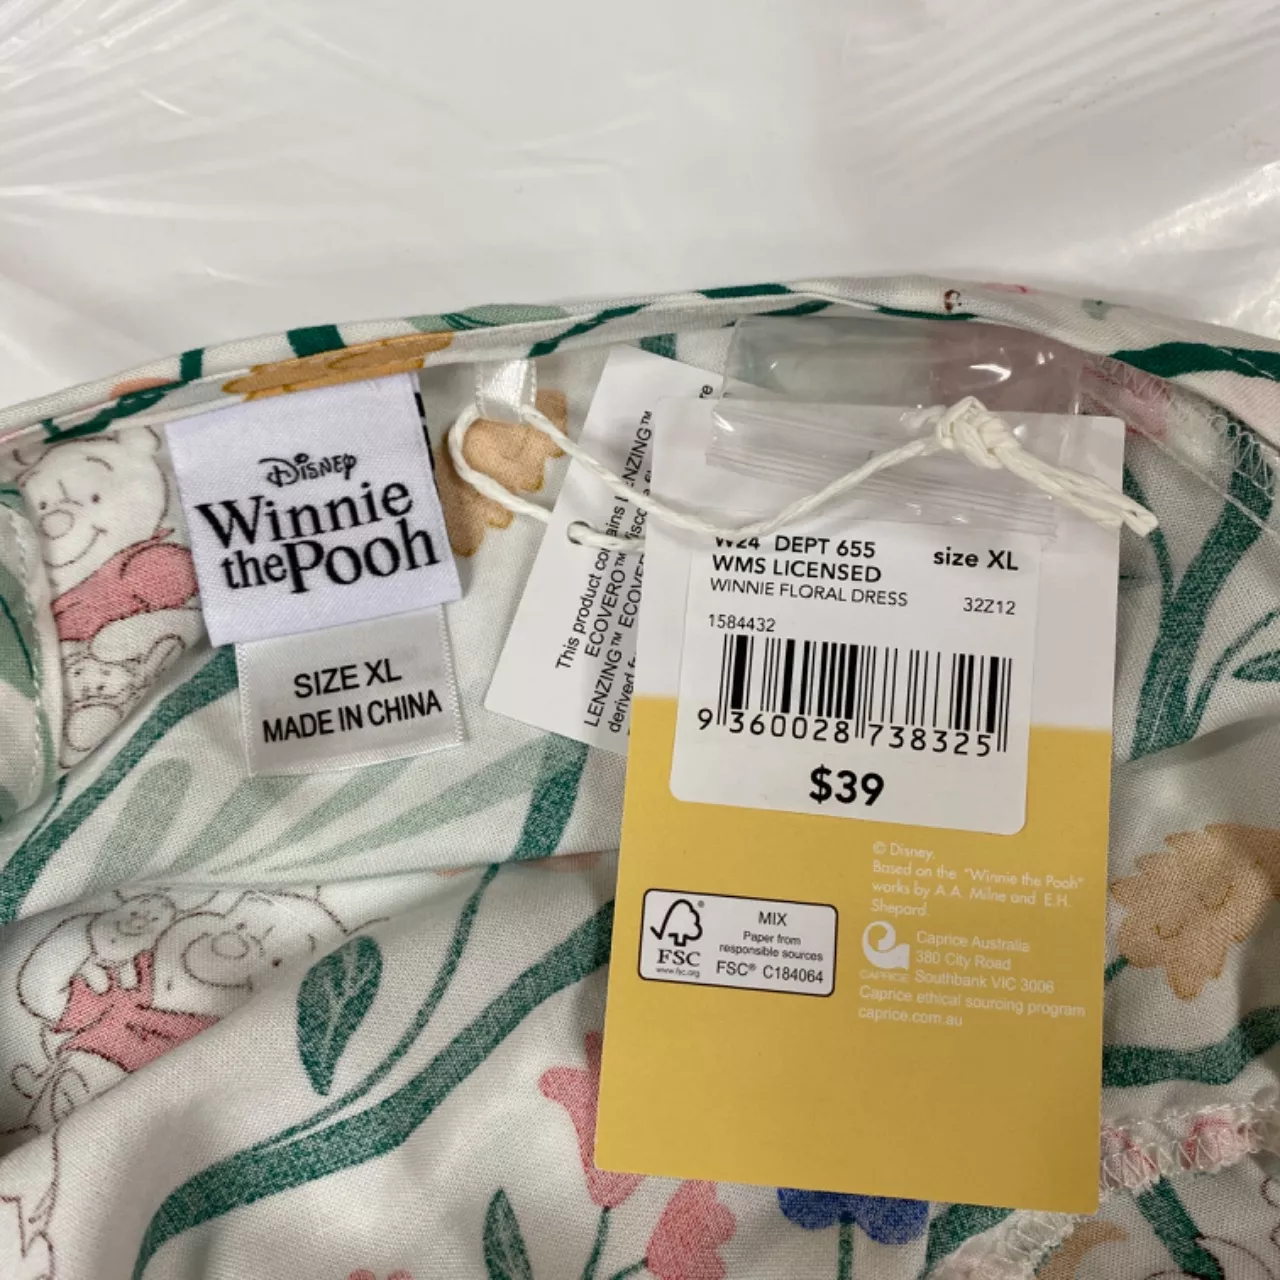 Disney
Winnie
the Pooh
SIZE XL
MADE IN CHINA
This product contains LENZING™
ECOVERO™
LENZING™ ECOVERO
derived
W24 DEPT 655
size XL
WMS LICENSED
WINNIE FLORAL DRESS
32Z12
1584432
9 360028 738325
$39
© Disney.
Based on the "Winnie the Pooh"
works by A.A. Milne and E.H.
Shepard.
MIX
Paper from
responsible sources
FSC® C184064
FSC
www.fsc.org
CAPRICE
Caprice Australia
380 City Road
Southbank VIC 3006
Caprice ethical sourcing program
caprice.com.au